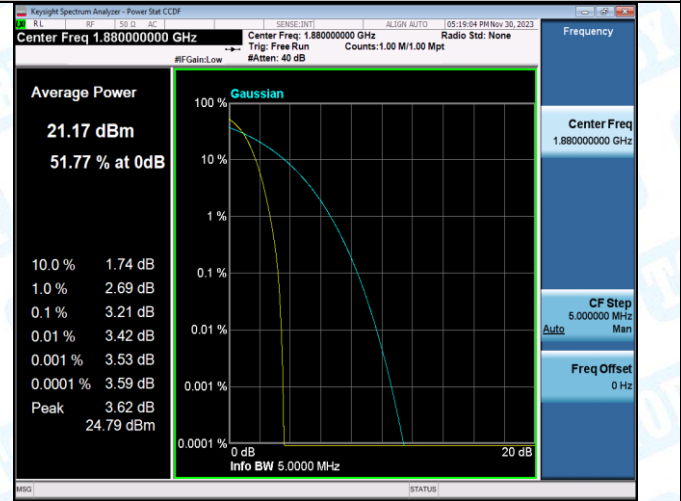 Keysight Spectrum Analyzer - Power Stat CCDF
RL RF 50 Ω AC SENSE:INT ALIGN AUTO 05:19:04 PM Nov 30, 2023
Center Freq 1.880000000 GHz
#IFGain:Low
Center Freq: 1.880000000 GHz Radio Std: None
Trig: Free Run Counts:1.00 M/1.00 Mpt
#Atten: 40 dB
Frequency
Average Power
21.17 dBm
51.77 % at 0dB
10.0 % 1.74 dB
1.0 % 2.69 dB
0.1 % 3.21 dB
0.01 % 3.42 dB
0.001 % 3.53 dB
0.0001 % 3.59 dB
Peak 3.62 dB
24.79 dBm
Gaussian
100 %
10 %
1 %
0.1 %
0.01 %
0.001 %
0.0001 %
0 dB 20 dB
Info BW 5.0000 MHz
Center Freq
1.880000000 GHz
CF Step
5.000000 MHz
Auto Man
Freq Offset
0 Hz
MSG STATUS